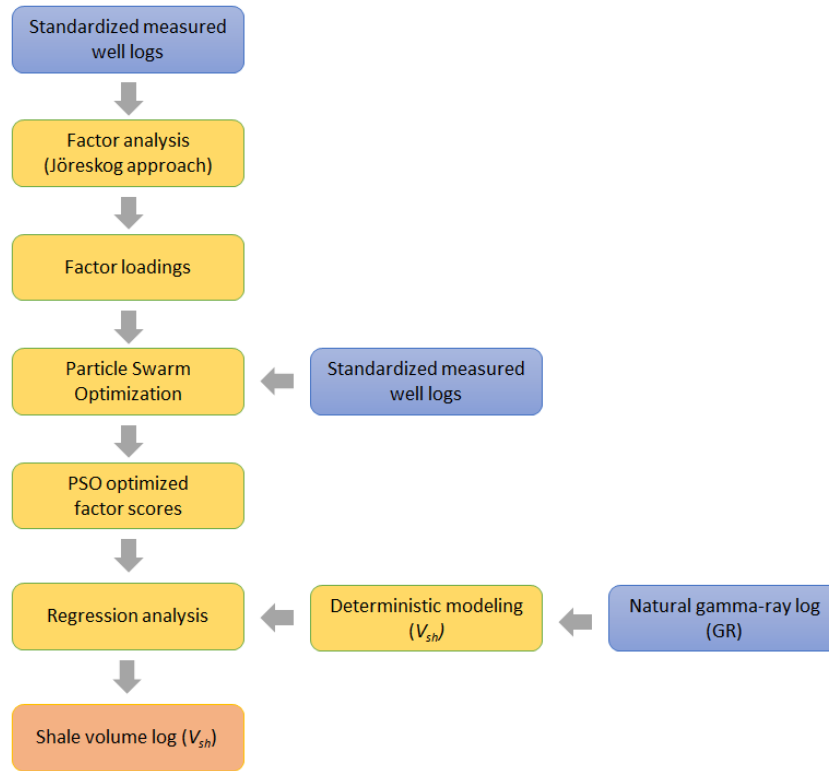 Standardized measured
well logs
Factor analysis
(Jöreskog approach)
Factor loadings
Particle Swarm
Optimization
Standardized measured
well logs
PSO optimized
factor scores
Regression analysis
Deterministic modeling
(Vsh)
Natural gamma-ray log
(GR)
Shale volume log (Vsh)